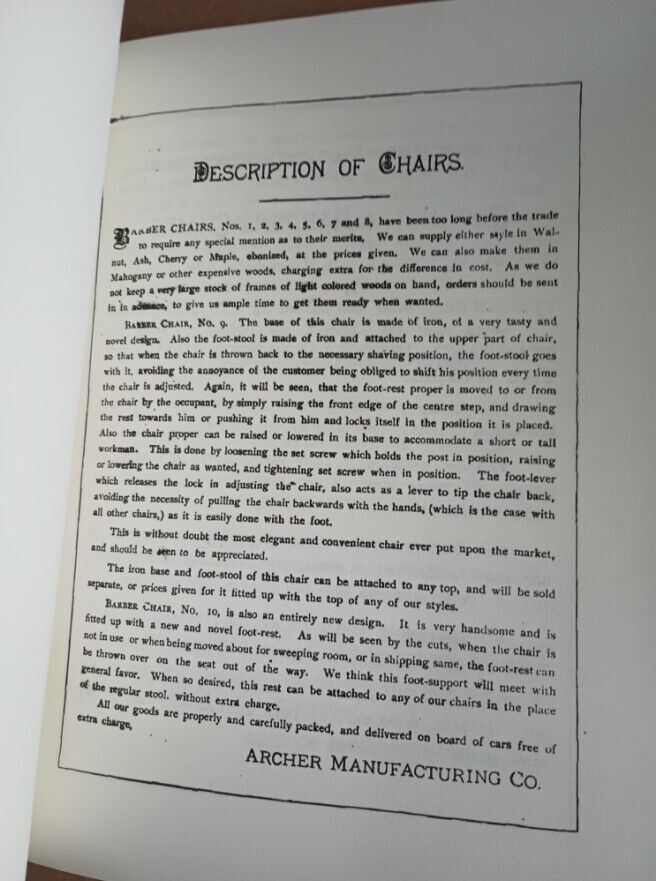 DESCRIPTION OF CHAIRS.
BARBER CHAIRS, Nos. 1, 2, 3, 4, 5, 6, 7 and 8, have been too long before the trade
to require any special mention as to their merits, We can supply either style in Wal-
nut, Ash, Cherry or Maple, ebonized, at the prices given. We can also make them in
Mahogany or other expensive woods, charging extra for the difference in cost. As we do
not keep a very large stock of frames of light colored woods on hand, orders should be sent
in in advance, to give us ample time to get them ready when wanted.
BARBER CHAIR, No. 9. The base of this chair is made of iron, of a very tasty and
novel design. Also the foot-stool is made of iron and attached to the upper part of chair,
so that when the chair is thrown back to the necessary shaving position, the foot-stool goes
with it, avoiding the annoyance of the customer being obliged to shift his position every time
the chair is adjusted. Again, it will be seen, that the foot-rest proper is moved to or from
the chair by the occupant, by simply raising the front edge of the centre step, and drawing
the rest towards him or pushing it from him and locks itself in the position it is placed.
Also the chair proper can be raised or lowered in its base to accommodate a short or tall
workman. This is done by loosening the set screw which holds the post in position, raising
or lowering the chair as wanted, and tightening set screw when in position. The foot-lever
which releases the lock in adjusting the chair, also acts as a lever to tip the chair back,
avoiding the necessity of pulling the chair backwards with the hands, (which is the case with
all other chairs,) as it is easily done with the foot.
This is without doubt the most elegant and convenient chair ever put upon the market,
and should be seen to be appreciated.
The iron base and foot-stool of this chair can be attached to any top, and will be sold
separate, or prices given for it fitted up with the top of any of our styles.
BARBER CHAIR, No. 10, is also an entirely new design. It is very handsome and is
fitted up with a new and novel foot-rest. As will be seen by the cuts, when the chair is
not in use or when being moved about for sweeping room, or in shipping same, the foot-rest can
be thrown over on the seat out of the way. We think this foot-support will meet with
general favor. When so desired, this rest can be attached to any of our chairs in the place
of the regular stool, without extra charge.
All our goods are properly and carefully packed, and delivered on board of cars free of
extra charge,
ARCHER MANUFACTURING CO.